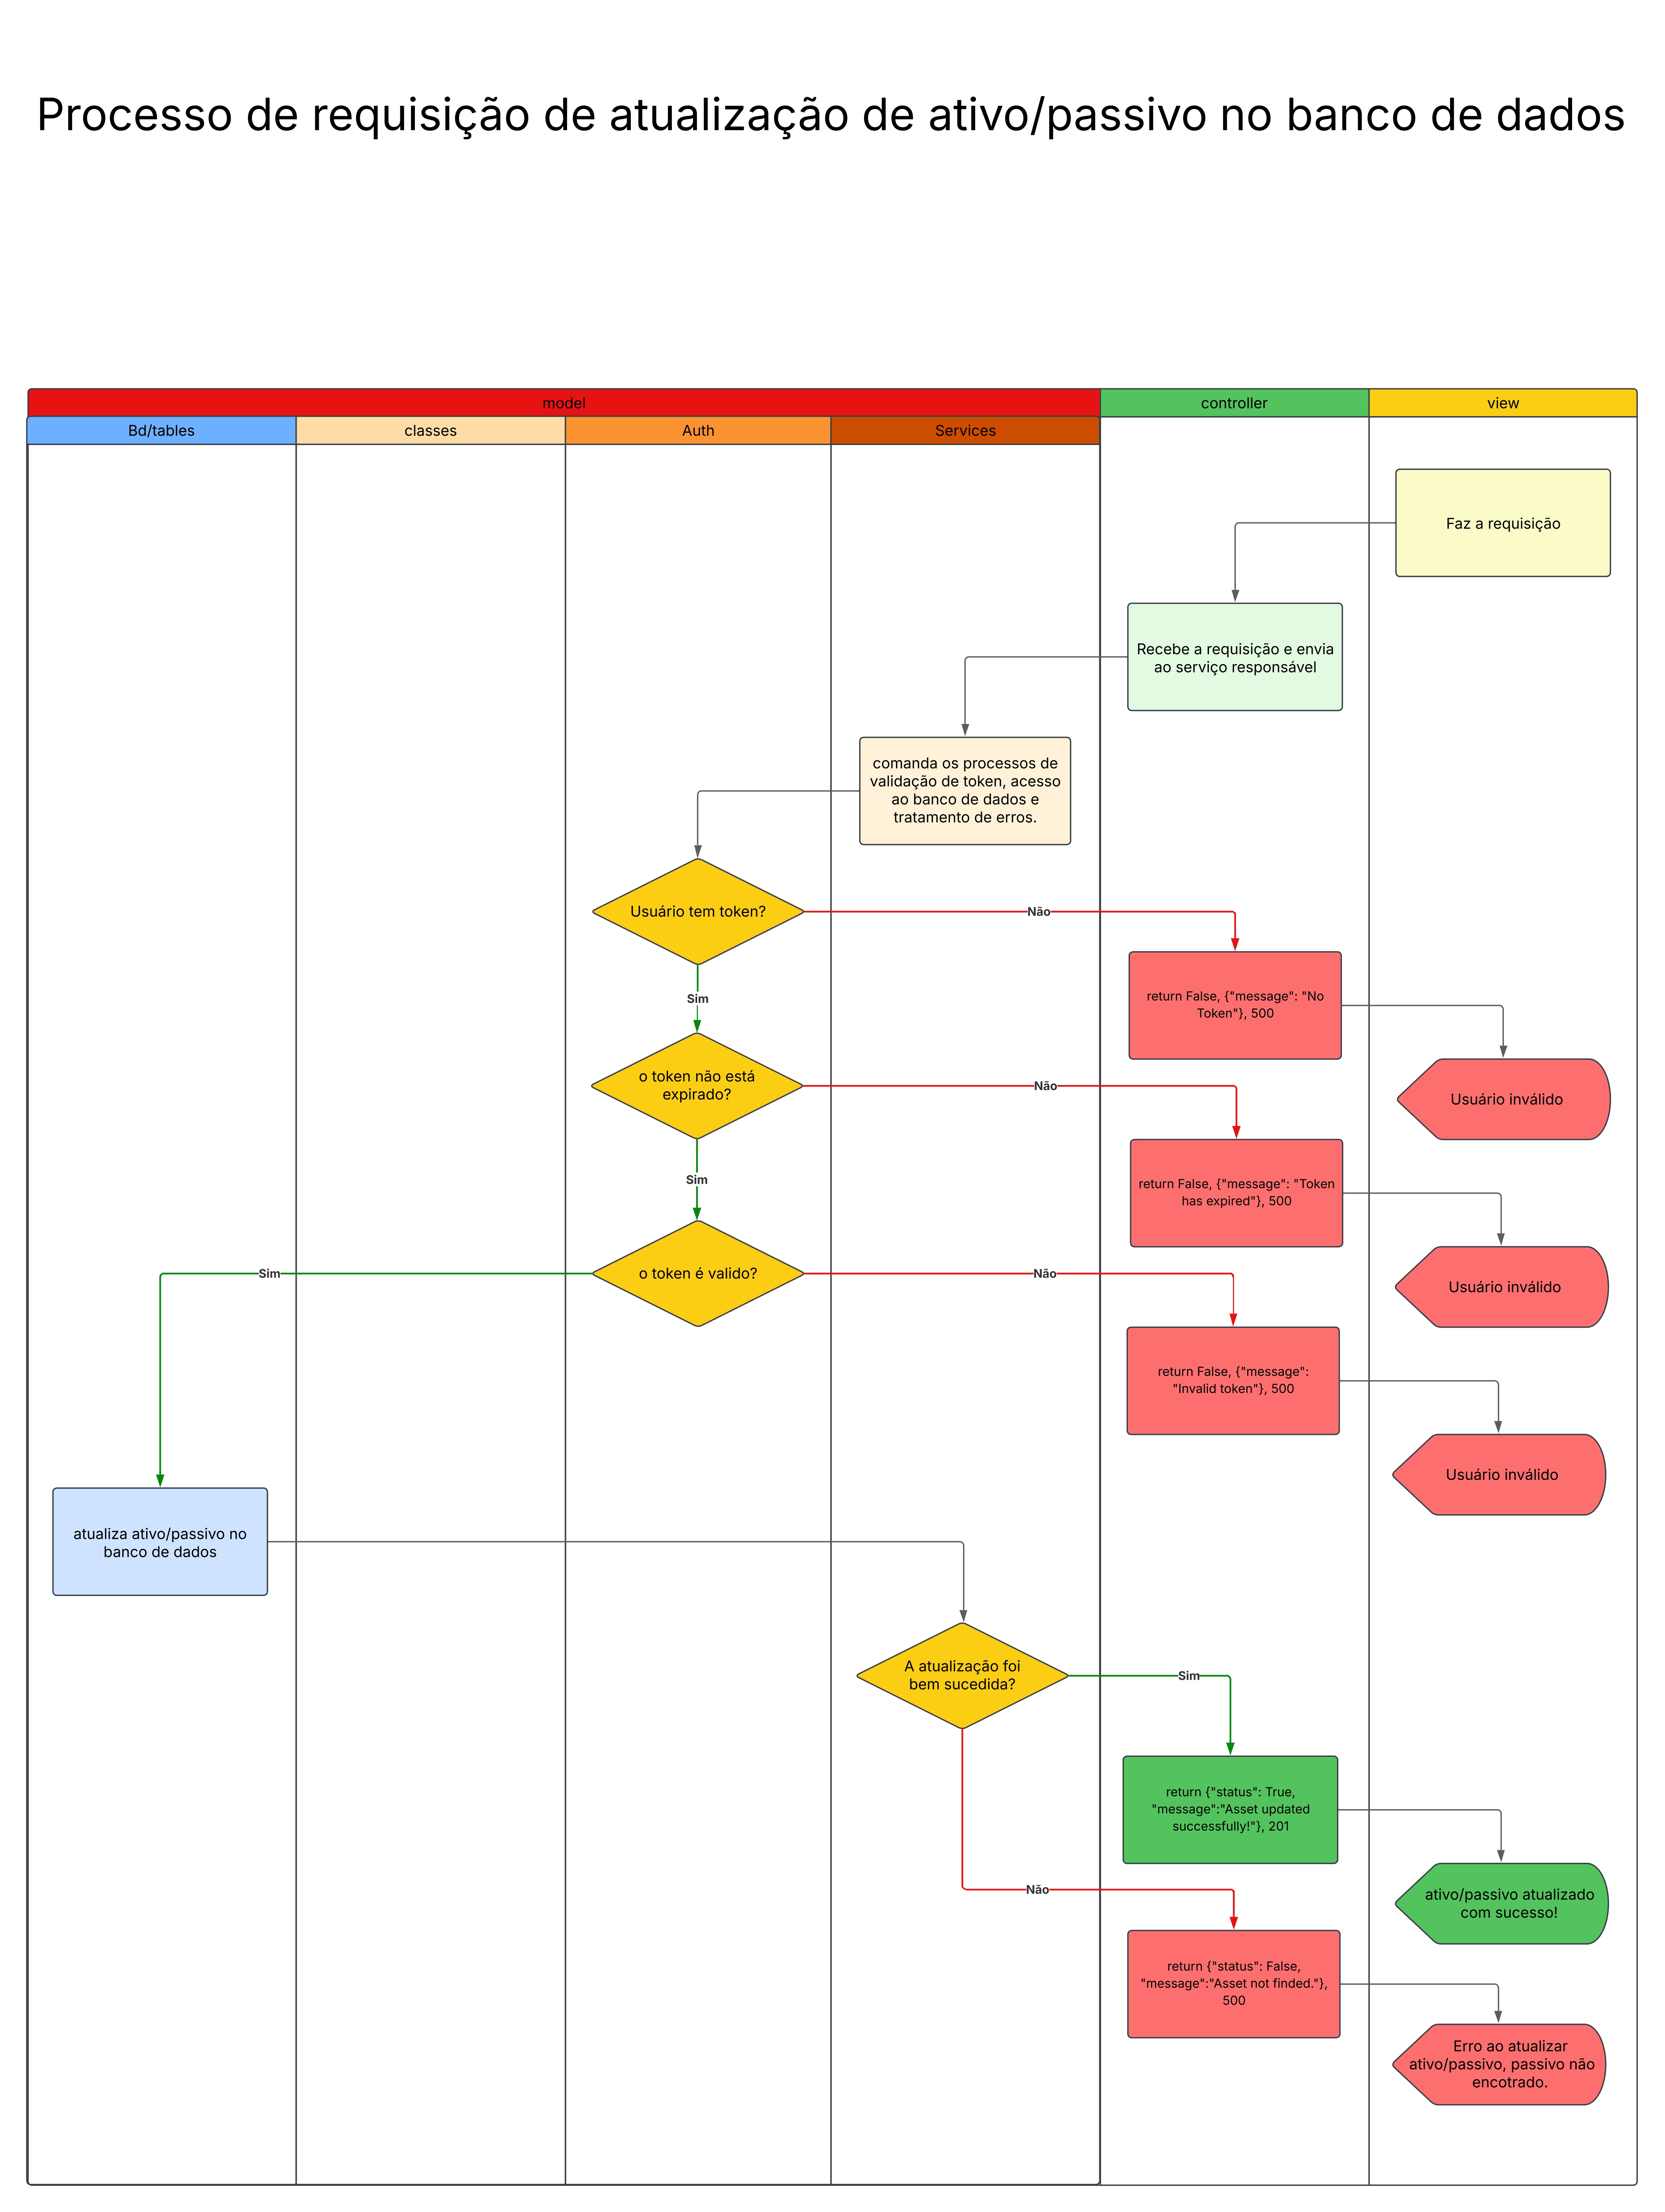 Processo de requisição de atualização de ativo/passivo no banco de dados
model
controller
view
Bd/tables
classes
Auth
Services
Faz a requisição
Recebe a requisição e envia
ao serviço responsável
comanda os processos de
validação de token, acesso
ao banco de dados e
tratamento de erros.
Usuário tem token?
Não
return False, {"message": "No
Token"}, 500
Sim
Usuário inválido
o token não está
expirado?
Não
return False, {"message": "Token
has expired"}, 500
Sim
Usuário inválido
o token é valido?
Sim
Não
return False, {"message":
"Invalid token"}, 500
Usuário inválido
atualiza ativo/passivo no
banco de dados
A atualização foi
bem sucedida?
Sim
return {"status": True,
"message":"Asset updated
successfully!"}, 201
Não
ativo/passivo atualizado
com sucesso!
return {"status": False,
"message":"Asset not finded."},
500
Erro ao atualizar
ativo/passivo, passivo não
encotrado.